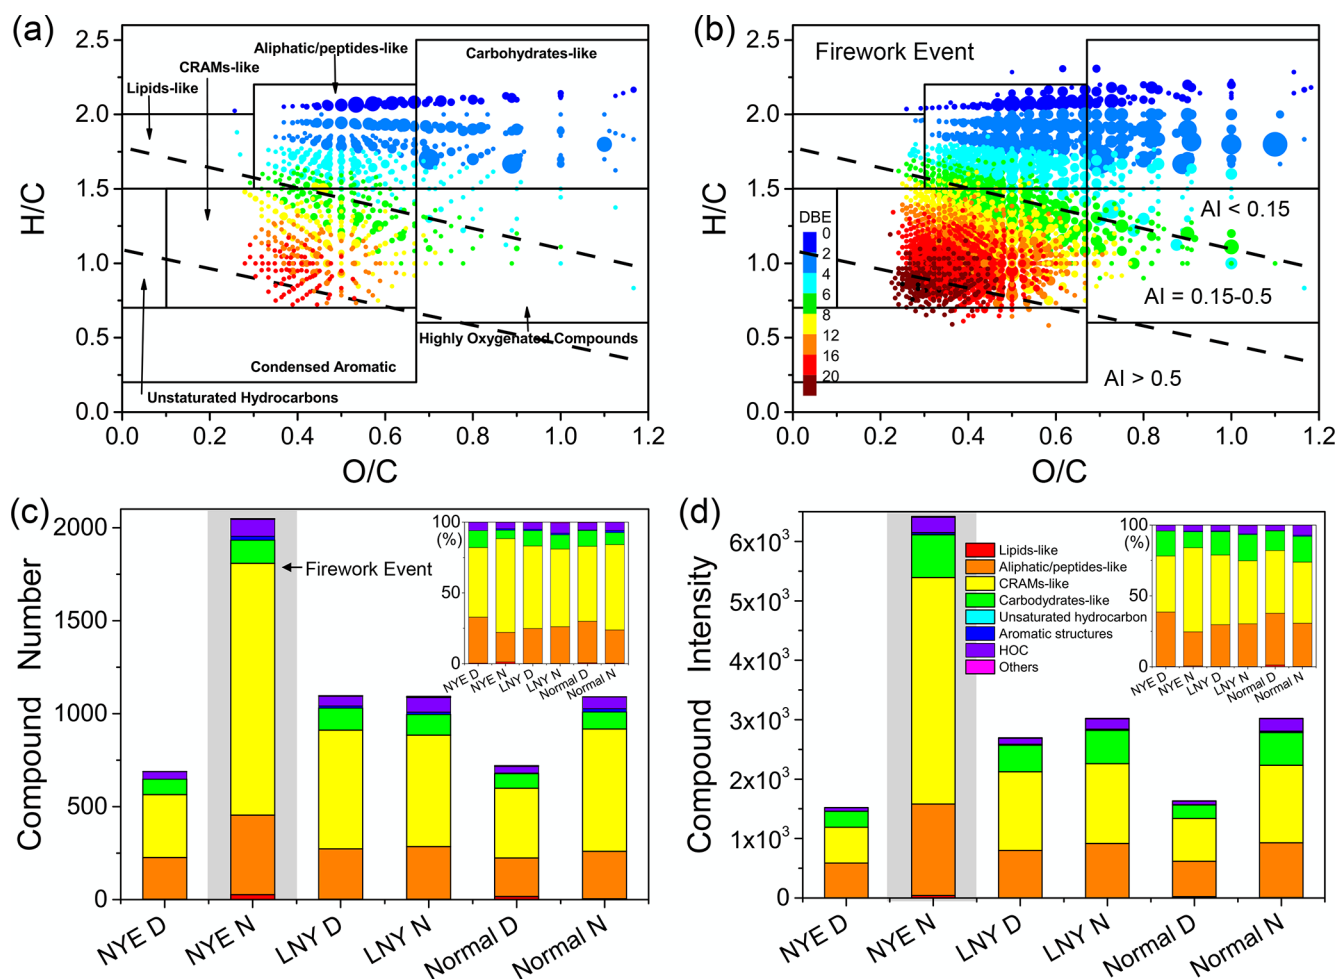 (a)
2.5
2.0
1.5
1.0
0.5
0.0
H/C
Aliphatic/peptides-like
Carbohydrates-like
CRAMs-like
Lipids-like
Highly Oxygenated Compounds
Condensed Aromatic
Unstaturated Hydrocarbons
0.0 0.2 0.4 0.6 0.8 1.0 1.2
O/C
(b)
Firework Event
2.5
2.0
1.5
1.0
0.5
0.0
H/C
DBE
0
2
4
6
8
12
16
20
AI < 0.15
AI = 0.15-0.5
AI > 0.5
0.0 0.2 0.4 0.6 0.8 1.0 1.2
O/C
(c)
2000
1500
1000
500
0
Compound Number
Firework Event
100
(%)
50
0
NYE D
NYE N
LNY D
LNY N
Normal D
Normal N
NYE D
NYE N
LNY D
LNY N
Normal D
Normal N
(d)
6x10³
5x10³
4x10³
3x10³
2x10³
1x10³
0
Compound Intensity
Lipids-like
Aliphatic/peptides-like
CRAMs-like
Carbodydrates-like
Unsaturated hydrocarbon
Aromatic structures
HOC
Others
100
(%)
50
0
NYE D
NYE N
LNY D
LNY N
Normal D
Normal N
NYE D
NYE N
LNY D
LNY N
Normal D
Normal N